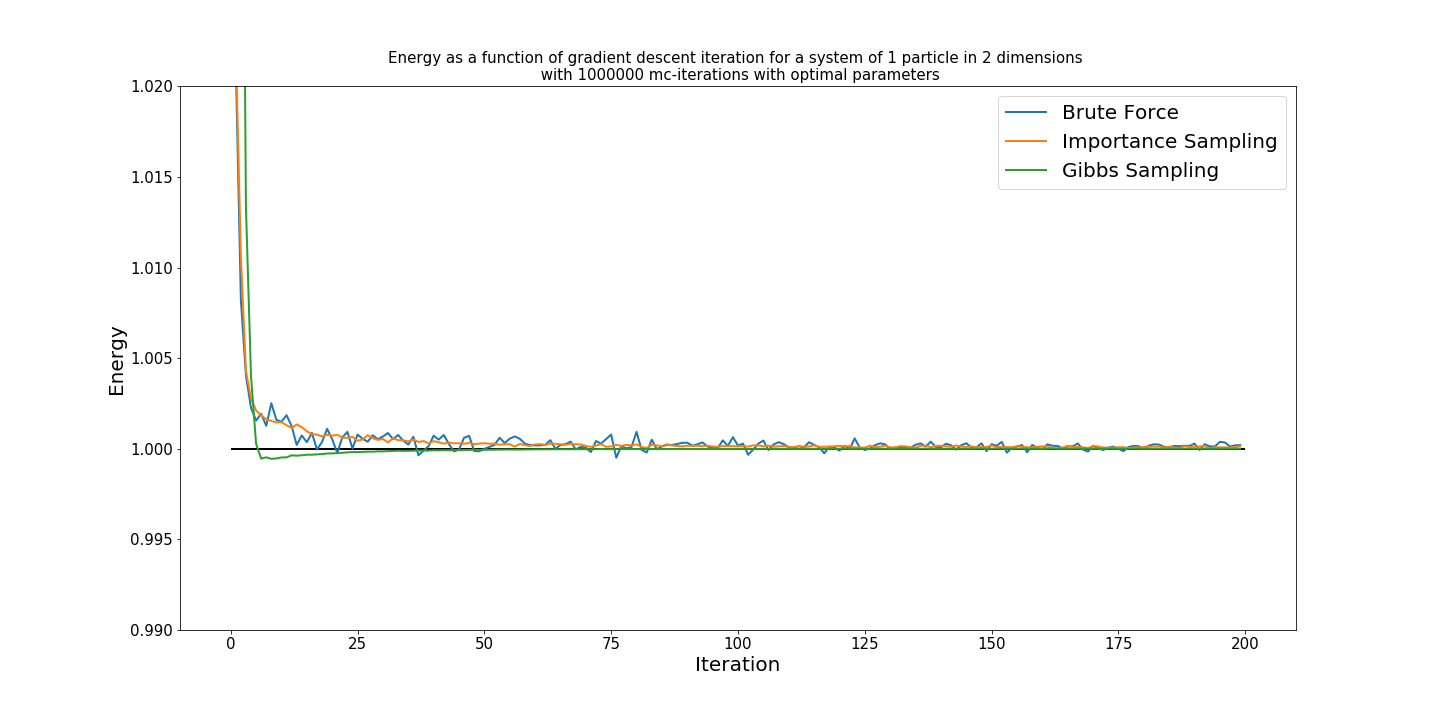 Energy as a function of gradient descent iteration for a system of 1 particle in 2 dimensions
with 1000000 mc-iterations with optimal parameters
Brute Force
Importance Sampling
Gibbs Sampling
1.020
1.015
1.010
1.005
1.000
0.995
0.990
Energy
0 25 50 75 100 125 150 175 200
Iteration